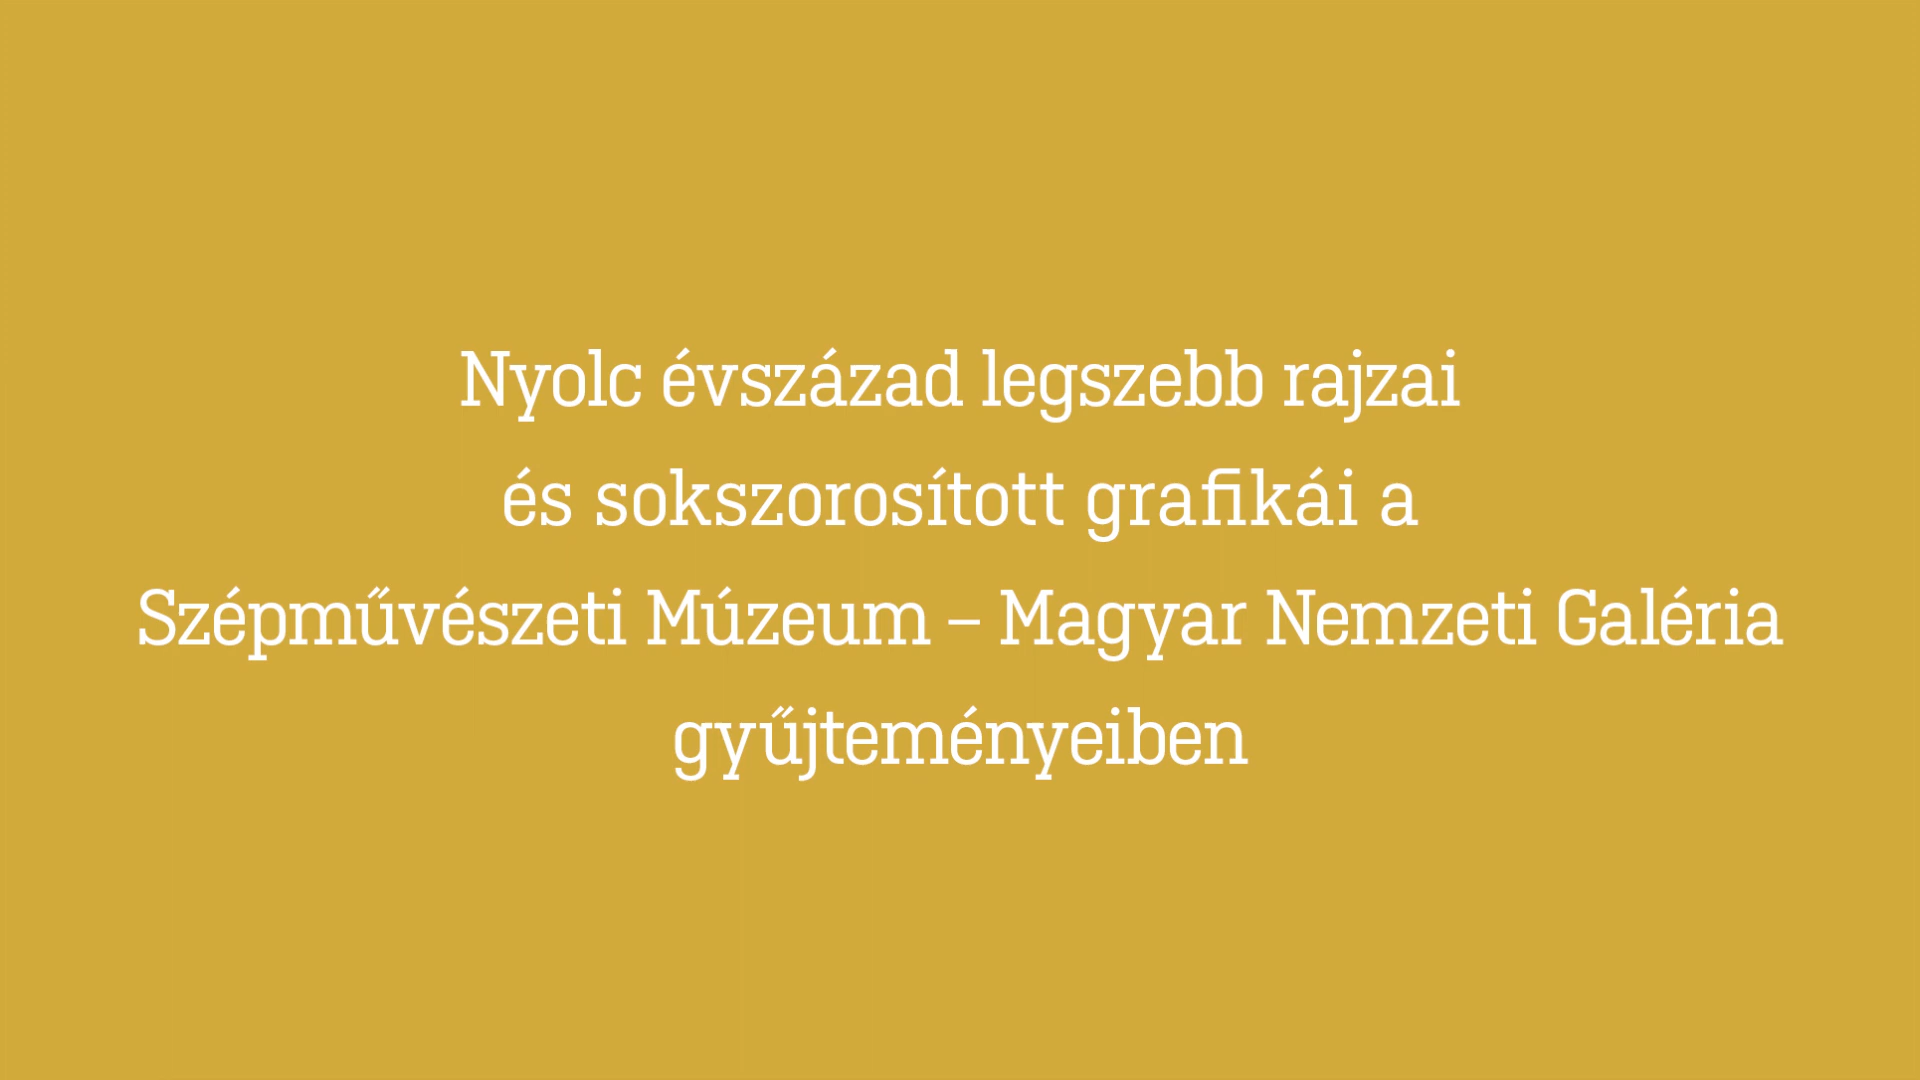 Nyolc évszázad legszebb rajzai
és sokszorosított grafikái a
Szépművészeti Múzeum – Magyar Nemzeti Galéria
gyűjteményeiben